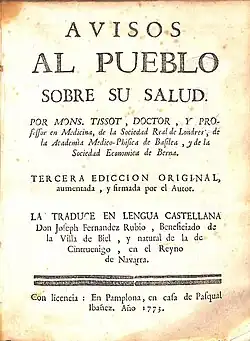 AVISOS
AL PUEBLO
SOBRE SU SALUD.
POR MONS. TISSOT, DOCTOR, Y PRO-
fessor en Medicina, de la Sociedad Real de Londres, de
la Academia Medico-Phisica de Basilea, y de la
Sociedad Economica de Berna.
TERCERA EDICCION ORIGINAL,
aumentada, y firmada por el Autor.
LA TRADUCE EN LENGUA CASTELLANA
Don Joseph Fernandez Rubio, Beneficiado de
la Villa de Biel, y natural de la de
Cintruenigo, en el Reyno
de Navarra.
Con licencia: En Pamplona, en casa de Pasqual
Ibañez. Año 1773.